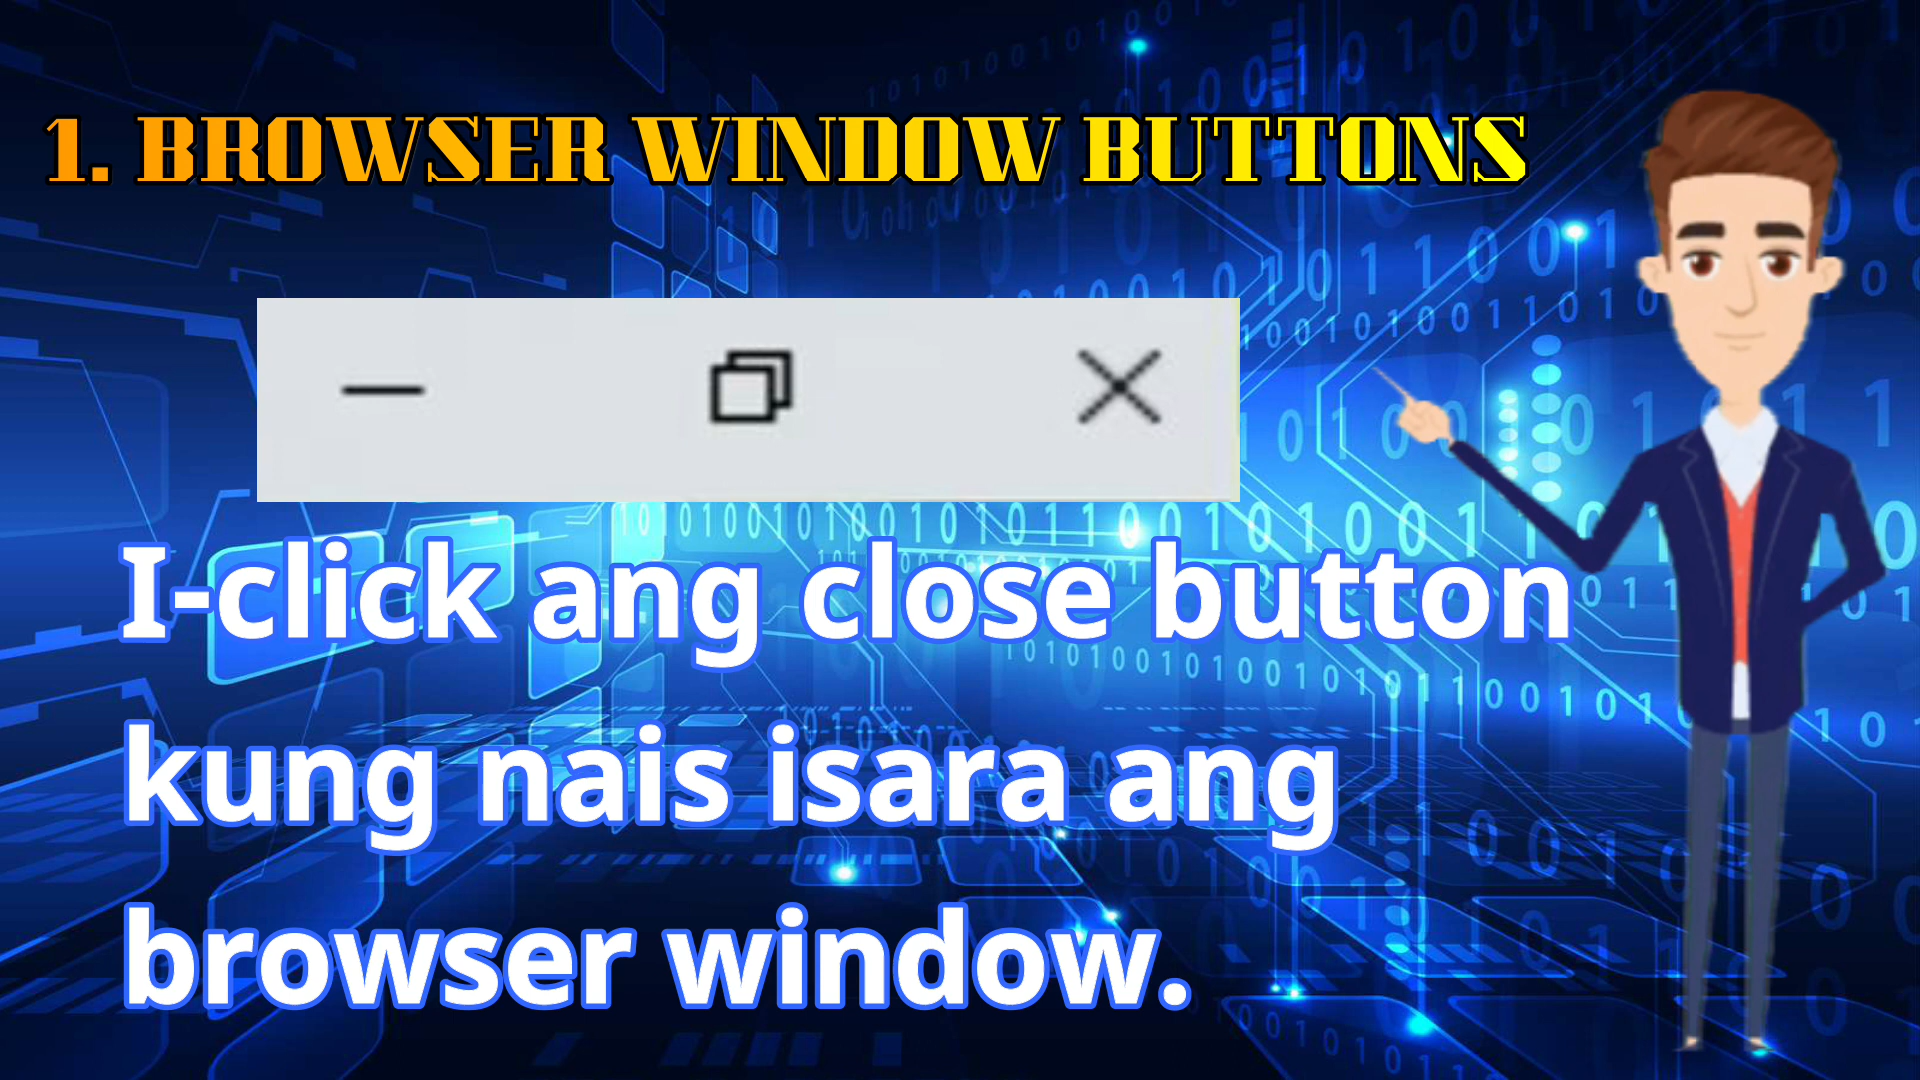 1. BROWSER WINDOW BUTTONS
I-click ang close button
kung nais isara ang
browser window.